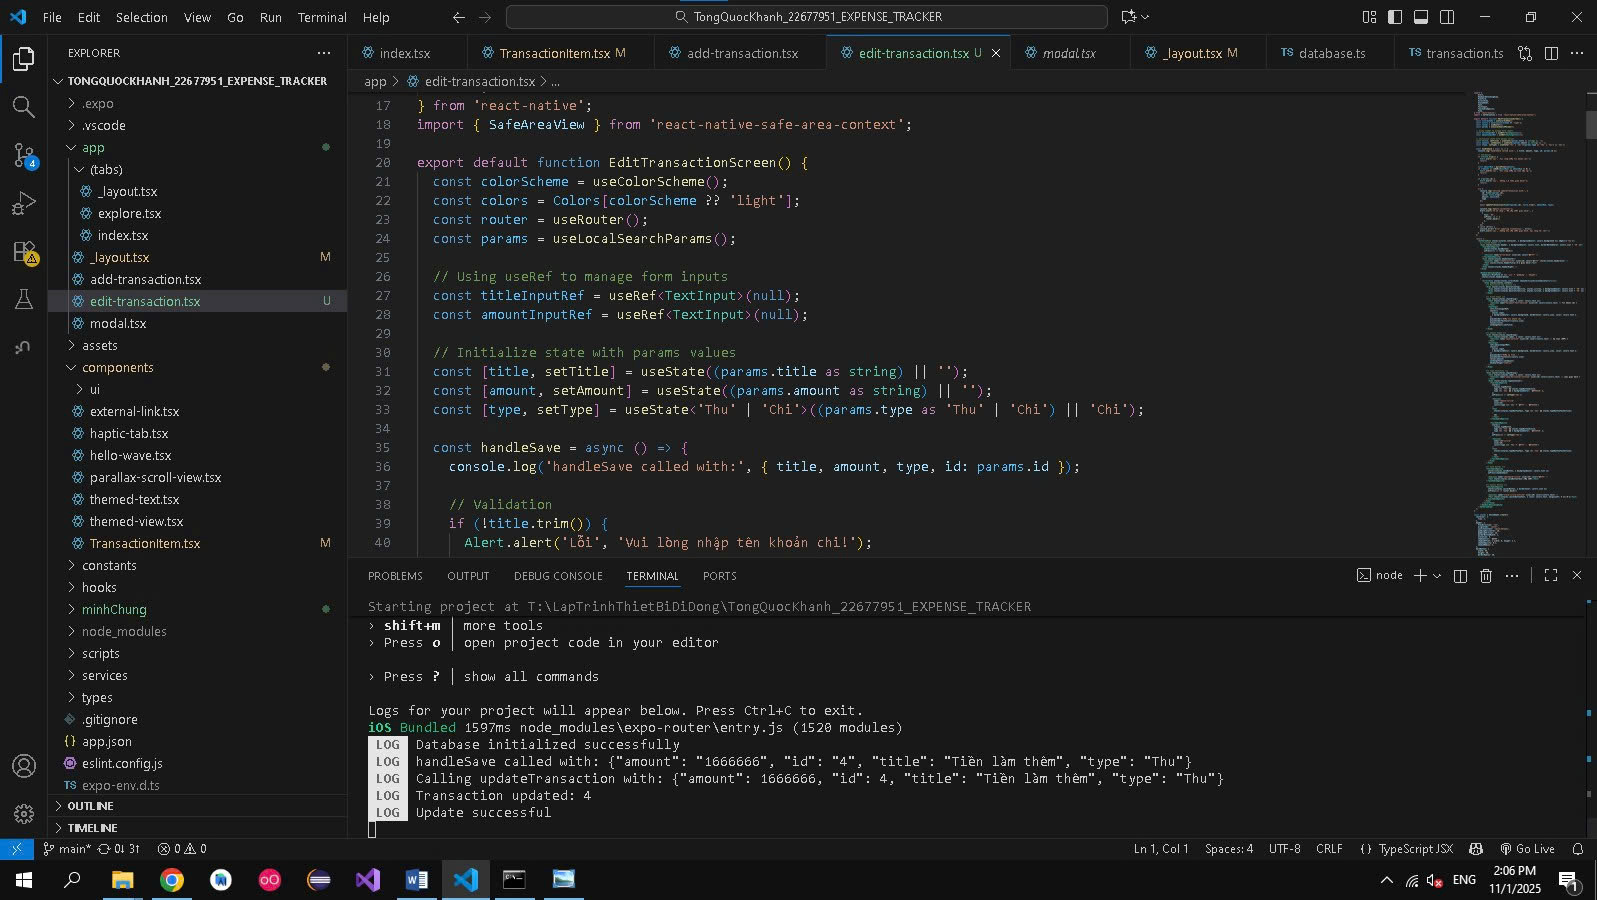 File Edit Selection View Go Run Terminal Help
TongQuocKhanh_22677951_EXPENSE_TRACKER
EXPLORER
TONGQUOCKHANH_22677951_EXPENSE_TRACKER
.expo
.vscode
app
(tabs)
_layout.tsx
explore.tsx
index.tsx
_layout.tsx M
add-transaction.tsx
edit-transaction.tsx U
modal.tsx
assets
components
ui
external-link.tsx
haptic-tab.tsx
hello-wave.tsx
parallax-scroll-view.tsx
themed-text.tsx
themed-view.tsx
TransactionItem.tsx M
constants
hooks
minhChung
node_modules
scripts
services
types
.gitignore
{} app.json
eslint.config.js
TS expo-env.d.ts
OUTLINE
TIMELINE
4
index.tsx TransactionItem.tsx M add-transaction.tsx edit-transaction.tsx U modal.tsx _layout.tsx M TS database.ts TS transaction.ts
app > edit-transaction.tsx > ...
17 } from 'react-native';
18 import { SafeAreaView } from 'react-native-safe-area-context';
19
20 export default function EditTransactionScreen() {
21 const colorScheme = useColorScheme();
22 const colors = Colors[colorScheme ?? 'light'];
23 const router = useRouter();
24 const params = useLocalSearchParams();
25
26 // Using useRef to manage form inputs
27 const titleInputRef = useRef<TextInput>(null);
28 const amountInputRef = useRef<TextInput>(null);
29
30 // Initialize state with params values
31 const [title, setTitle] = useState((params.title as string) || '');
32 const [amount, setAmount] = useState((params.amount as string) || '');
33 const [type, setType] = useState<'Thu' | 'Chi'>((params.type as 'Thu' | 'Chi') || 'Chi');
34
35 const handleSave = async () => {
36 console.log('handleSave called with:', { title, amount, type, id: params.id });
37
38 // Validation
39 if (!title.trim()) {
40 Alert.alert('Lỗi', 'Vui lòng nhập tên khoản chi!');
PROBLEMS OUTPUT DEBUG CONSOLE TERMINAL PORTS
node
Starting project at T:\LapTrinhThietBiDiDong\TongQuocKhanh_22677951_EXPENSE_TRACKER
› shift+m │ more tools
› Press o │ open project code in your editor
› Press ? │ show all commands
Logs for your project will appear below. Press Ctrl+C to exit.
iOS Bundled 1597ms node_modules\expo-router\entry.js (1520 modules)
LOG Database initialized successfully
LOG handleSave called with: {"amount": "1666666", "id": "4", "title": "Tiền làm thêm", "type": "Thu"}
LOG Calling updateTransaction with: {"amount": 1666666, "id": 4, "title": "Tiền làm thêm", "type": "Thu"}
LOG Transaction updated: 4
LOG Update successful
main* 0↓ 3↑ 0 0
Ln 1, Col 1 Spaces: 4 UTF-8 CRLF {} TypeScript JSX Go Live
ENG
2:06 PM
11/1/2025
1